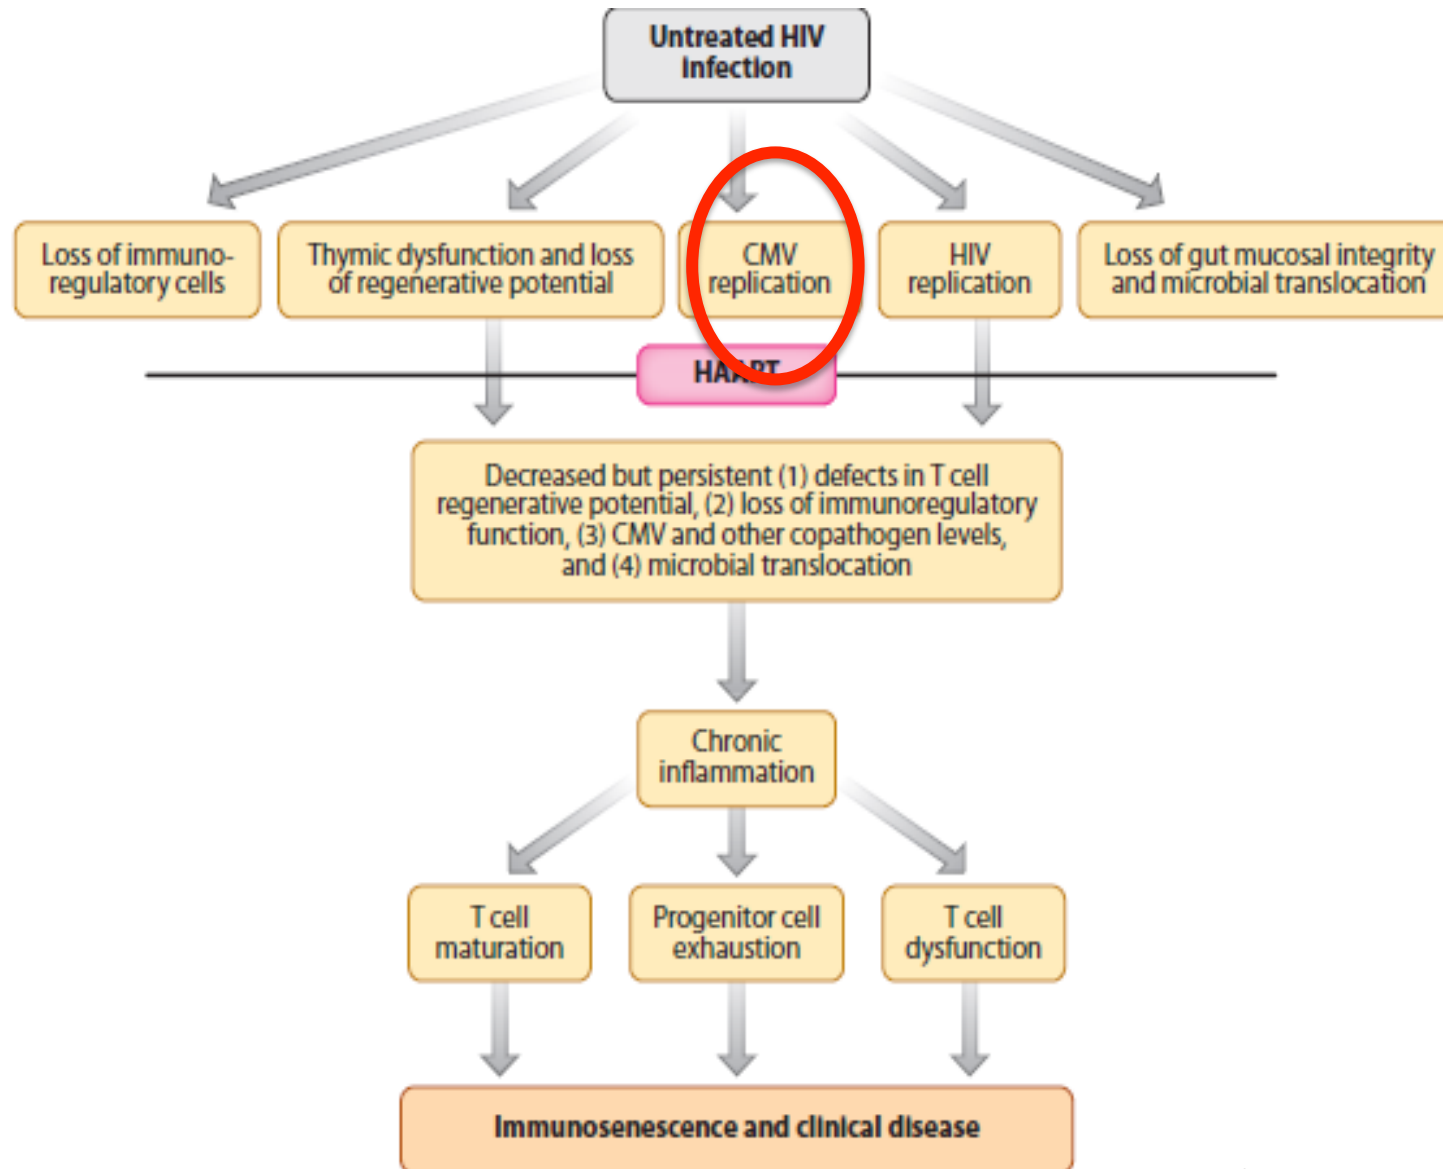 Untreated HIV
infection
Loss of immuno-
regulatory cells
Thymic dysfunction and loss
of regenerative potential
CMV
replication
HIV
replication
Loss of gut mucosal integrity
and microbial translocation
HAART
Decreased but persistent (1) defects in T cell
regenerative potential, (2) loss of immunoregulatory
function, (3) CMV and other copathogen levels,
and (4) microbial translocation
Chronic
inflammation
T cell
maturation
Progenitor cell
exhaustion
T cell
dysfunction
Immunosenescence and clinical disease